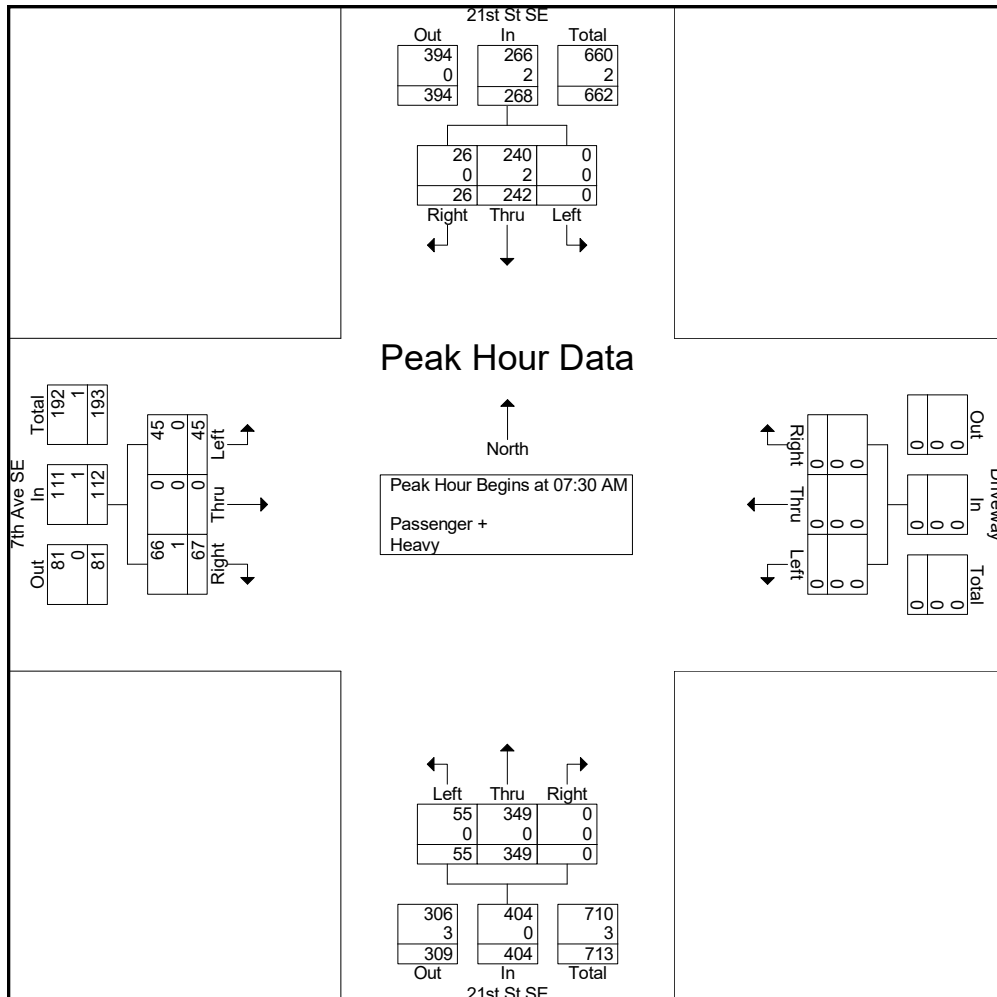 21st St SE
Out In Total
394 266 660
0 2 2
394 268 662
26 240 0
0 2 0
26 242 0
Right Thru Left
Peak Hour Data
North
Peak Hour Begins at 07:30 AM
Passenger +
Heavy
7th Ave SE
Total In Out
192 111 81
1 1 0
193 112 81
45 0 66
0 0 1
45 0 67
Left Thru Right
Right Thru Left
0 0 0
0 0 0
0 0 0
Out In Total
0 0 0
0 0 0
0 0 0
Driveway
Left Thru Right
55 349 0
0 0 0
55 349 0
306 404 710
3 0 3
309 404 713
Out In Total
21st St SE